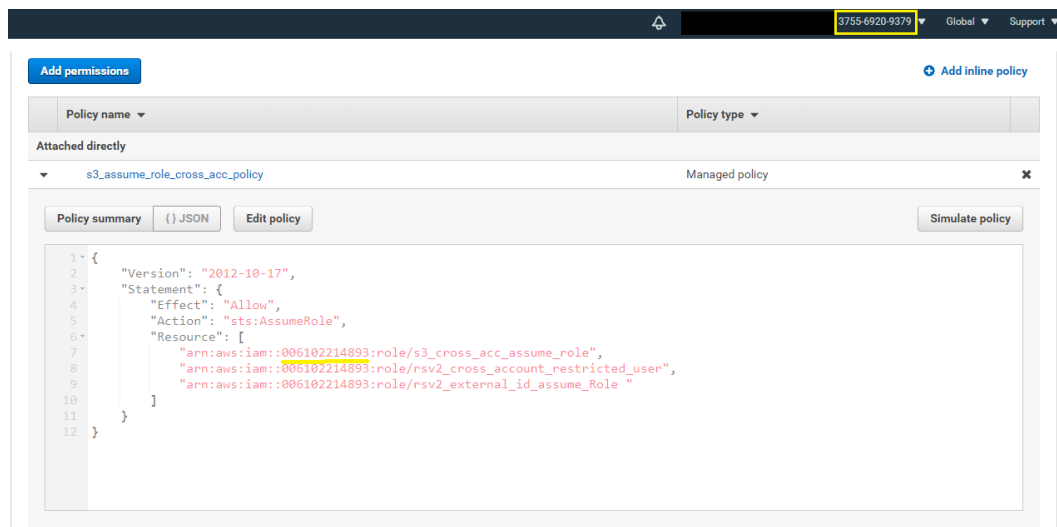 3755-6920-9379 Global Support
Add permissions Add inline policy
Policy name Policy type
Attached directly
s3_assume_role_cross_acc_policy Managed policy
Policy summary {} JSON Edit policy Simulate policy
1 {
2 "Version": "2012-10-17",
3 "Statement": {
4 "Effect": "Allow",
5 "Action": "sts:AssumeRole",
6 "Resource": [
7 "arn:aws:iam::006102214893:role/s3_cross_acc_assume_role",
8 "arn:aws:iam::006102214893:role/rsv2_cross_account_restricted_user",
9 "arn:aws:iam::006102214893:role/rsv2_external_id_assume_Role "
10 ]
11 }
12 }